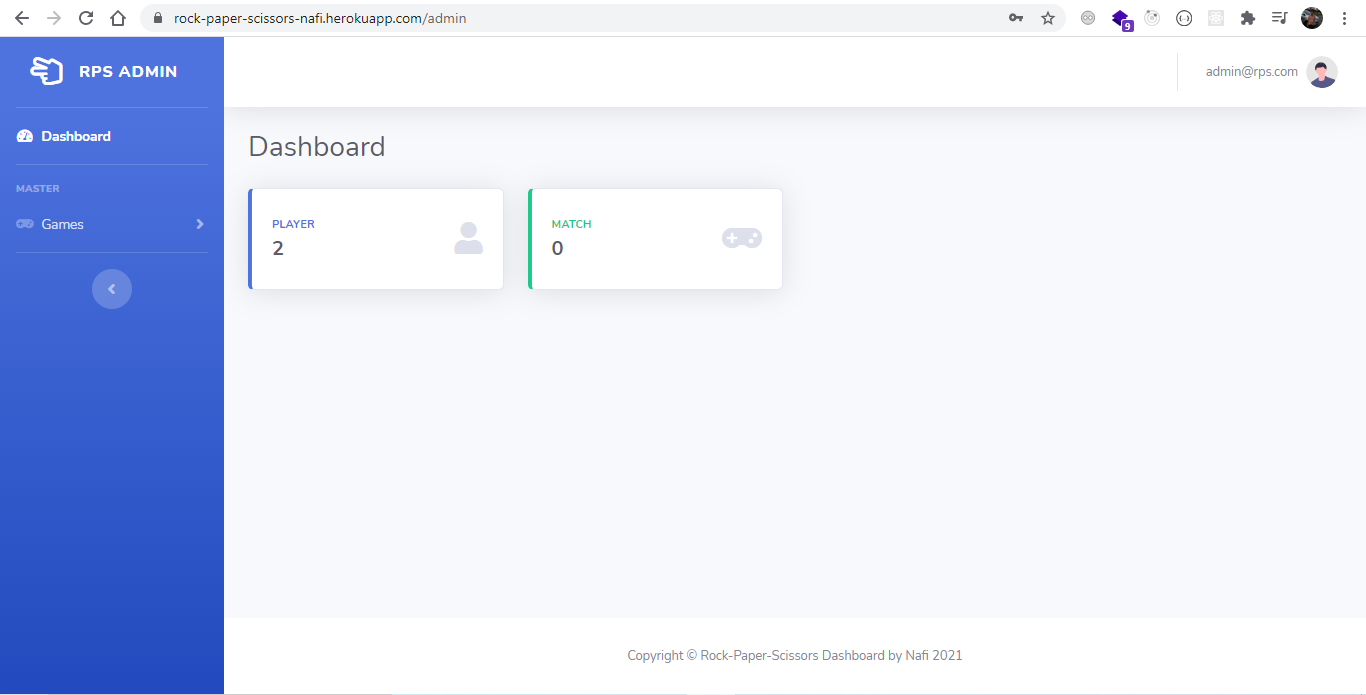 rock-paper-scissors-nafi.herokuapp.com/admin
9
RPS ADMIN
admin@rps.com
Dashboard
MASTER
Games
Dashboard
PLAYER
2
MATCH
0
Copyright © Rock-Paper-Scissors Dashboard by Nafi 2021